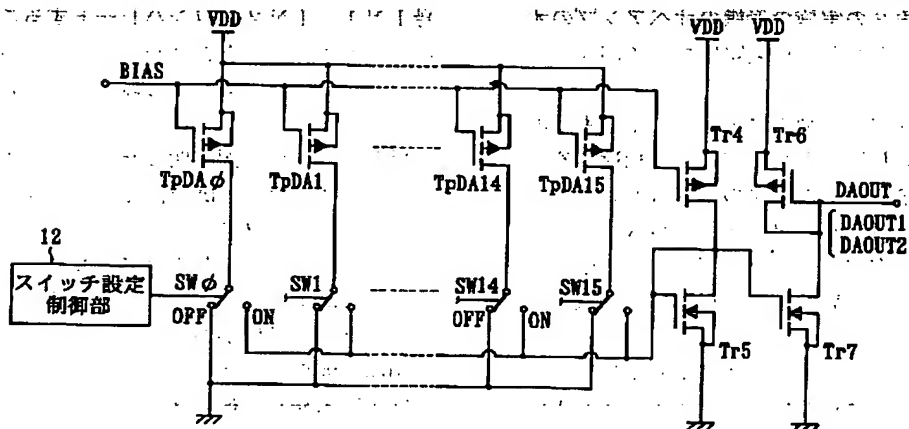 VDD
VDD
VDD
BIAS
Tr4
Tr6
TpDAφ
TpDA1
TpDA14
TpDA15
DAOUT
DAOUT1
DAOUT2
12
スイッチ設定
制御部
SWφ
SW1
SW14
SW15
OFF
ON
OFF
ON
Tr5
Tr7